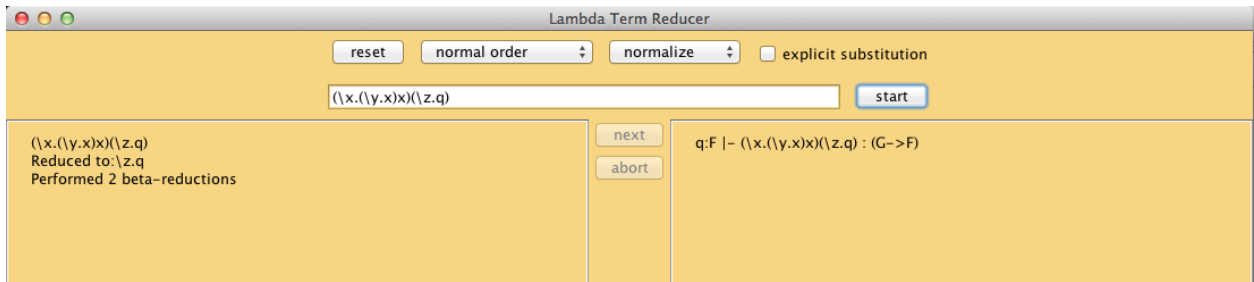 Lambda Term Reducer
reset normal order normalize explicit substitution
(\x.(\y.x)x)(\z.q) start
(\x.(\y.x)x)(\z.q)
Reduced to:\z.q
Performed 2 beta-reductions
next
abort
q:F |- (\x.(\y.x)x)(\z.q) : (G->F)